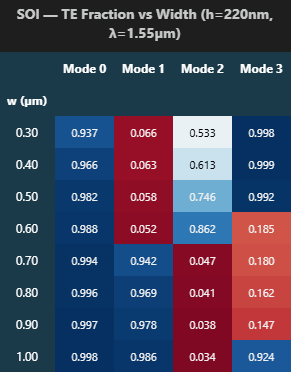 SOI — TE Fraction vs Width (h=220nm,
λ=1.55μm)
Mode 0 Mode 1 Mode 2 Mode 3
w (μm)
0.30 0.937 0.066 0.533 0.998
0.40 0.966 0.063 0.613 0.999
0.50 0.982 0.058 0.746 0.992
0.60 0.988 0.052 0.862 0.185
0.70 0.994 0.942 0.047 0.180
0.80 0.996 0.969 0.041 0.162
0.90 0.997 0.978 0.038 0.147
1.00 0.998 0.986 0.034 0.924